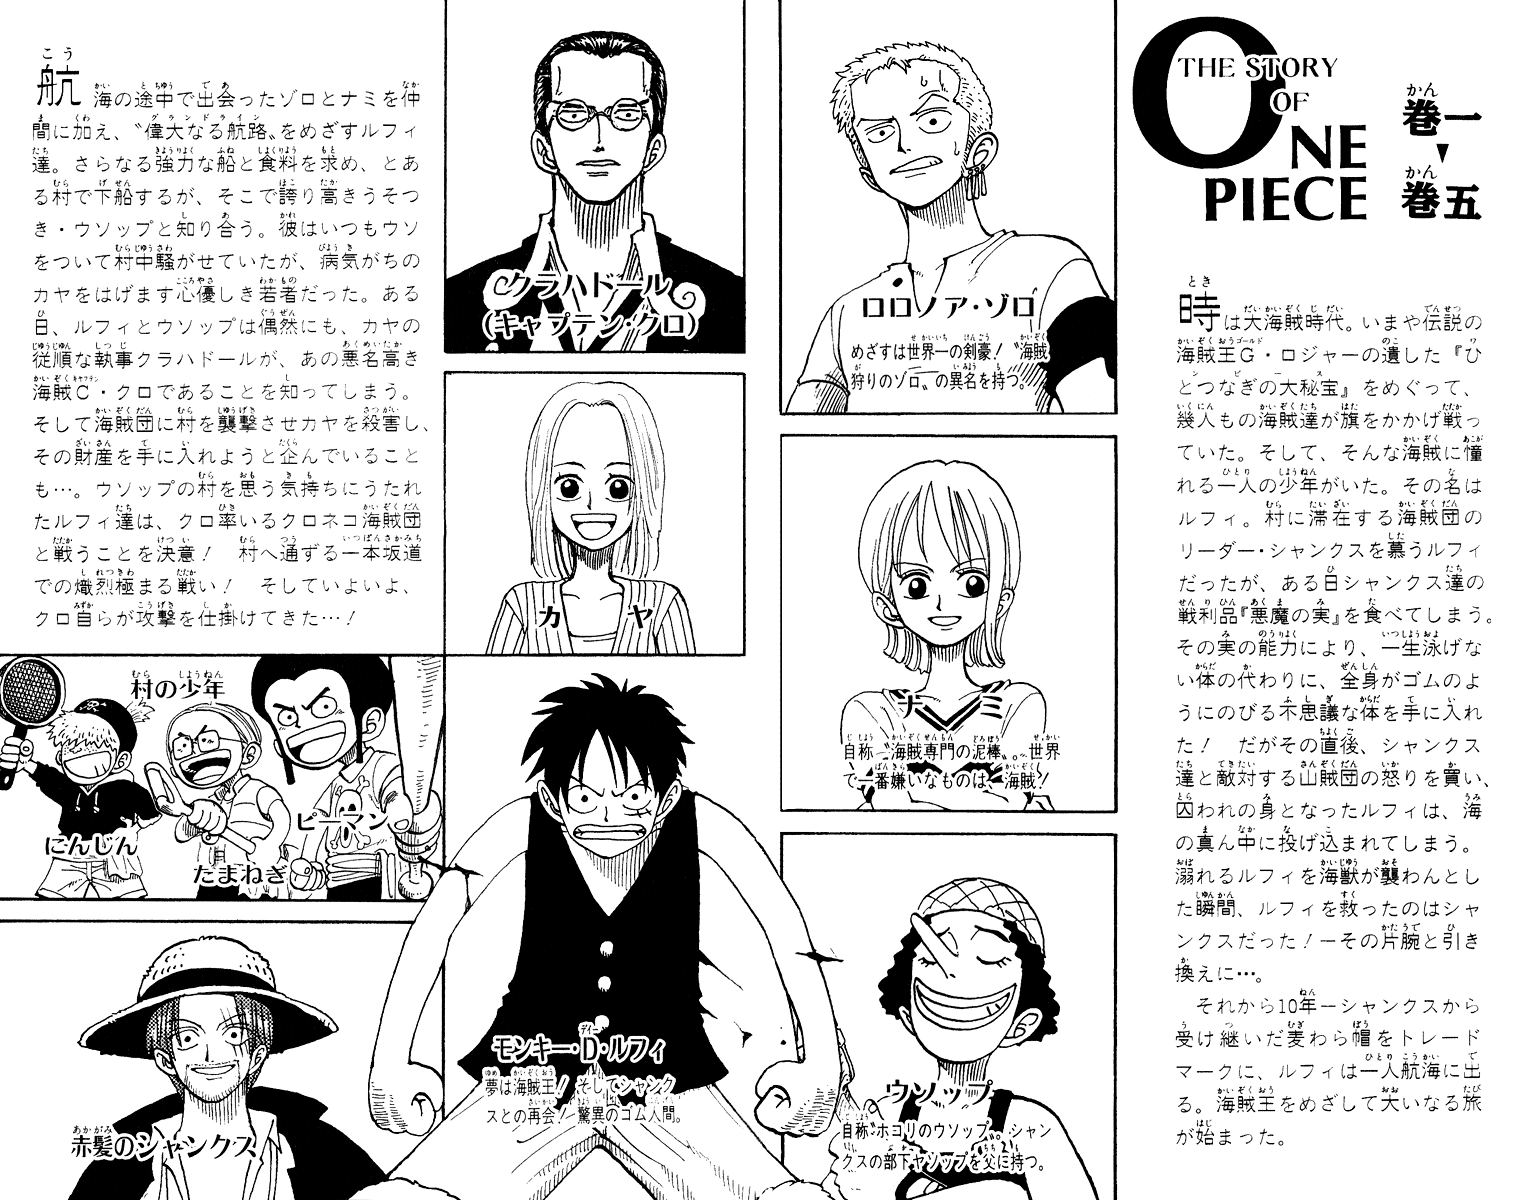 THE STORY
OF
ONE
PIECE
巻一
▼
巻五
時は大海賊時代。いまや伝説の
海賊王G・ロジャーの遺した『ひ
とつなぎの大秘宝』をめぐって、
幾人もの海賊達が旗をかかげ戦っ
ていた。そして、そんな海賊に憧
れる一人の少年がいた。その名は
ルフィ。村に滞在する海賊団の
リーダー・シャンクスを慕うルフィ
だったが、ある日シャンクス達の
戦利品『悪魔の実』を食べてしまう。
その実の能力により、一生泳げな
い体の代わりに、全身がゴムのよ
うにのびる不思議な体を手に入れ
た！　だがその直後、シャンクス
達と敵対する山賊団の怒りを買い、
囚われの身となったルフィは、海
の真ん中に投げ込まれてしまう。
溺れるルフィを海獣が襲わんとし
た瞬間、ルフィを救ったのはシャ
ンクスだった！―その片腕と引き
換えに…。
それから10年―シャンクスから
受け継いだ麦わら帽をトレード
マークに、ルフィは一人航海に出
る。海賊王をめざして大いなる旅
が始まった。
ロロノア・ゾロ
めざすは世界一の剣豪！〝海賊
狩りのゾロ〟の異名を持つ。
ナミ
自称―〝海賊専門の泥棒〟。世界
で一番嫌いなものは、海賊！
ウソップ
自称〝ホコリのウソップ〟。シャン
クスの部下ヤソップを父に持つ。
クラハドール
(キャプテン・クロ)
カヤ
モンキー・D・ルフィ
夢は海賊王！そしてシャンク
スとの再会！驚異のゴム人間。
航海の途中で出会ったゾロとナミを仲
間に加え、〝偉大なる航路〟をめざすルフィ
達。さらなる強力な船と食料を求め、とあ
る村で下船するが、そこで誇り高きうそつ
き・ウソップと知り合う。彼はいつもウソ
をついて村中騒がせていたが、病気がちの
カヤをはげます心優しき若者だった。ある
日、ルフィとウソップは偶然にも、カヤの
従順な執事クラハドールが、あの悪名高き
海賊C・クロであることを知ってしまう。
そして海賊団に村を襲撃させカヤを殺害し、
その財産を手に入れようと企んでいること
も…。ウソップの村を思う気持ちにうたれ
たルフィ達は、クロ率いるクロネコ海賊団
と戦うことを決意！　村へ通ずる一本坂道
での熾烈極まる戦い！　そしていよいよ、
クロ自らが攻撃を仕掛けてきた…！
村の少年
にんじん
たまねぎ
ピーマン
赤髪のシャンクス